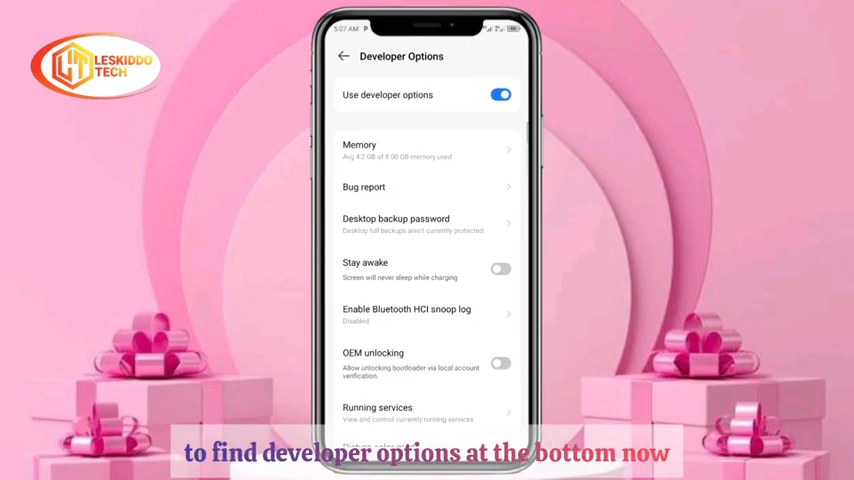 5:07 AM P
LESKIDDO
TECH
Developer Options
Use developer options
Memory
Avg 4.2 GB of 8.00 GB memory used
Bug report
Desktop backup password
Desktop full backups aren't currently protected
Stay awake
Screen will never sleep while charging
Enable Bluetooth HCI snoop log
Disabled
OEM unlocking
Allow unlocking bootloader via local account
verification.
Running services
View and control currently running services
to find developer options at the bottom now